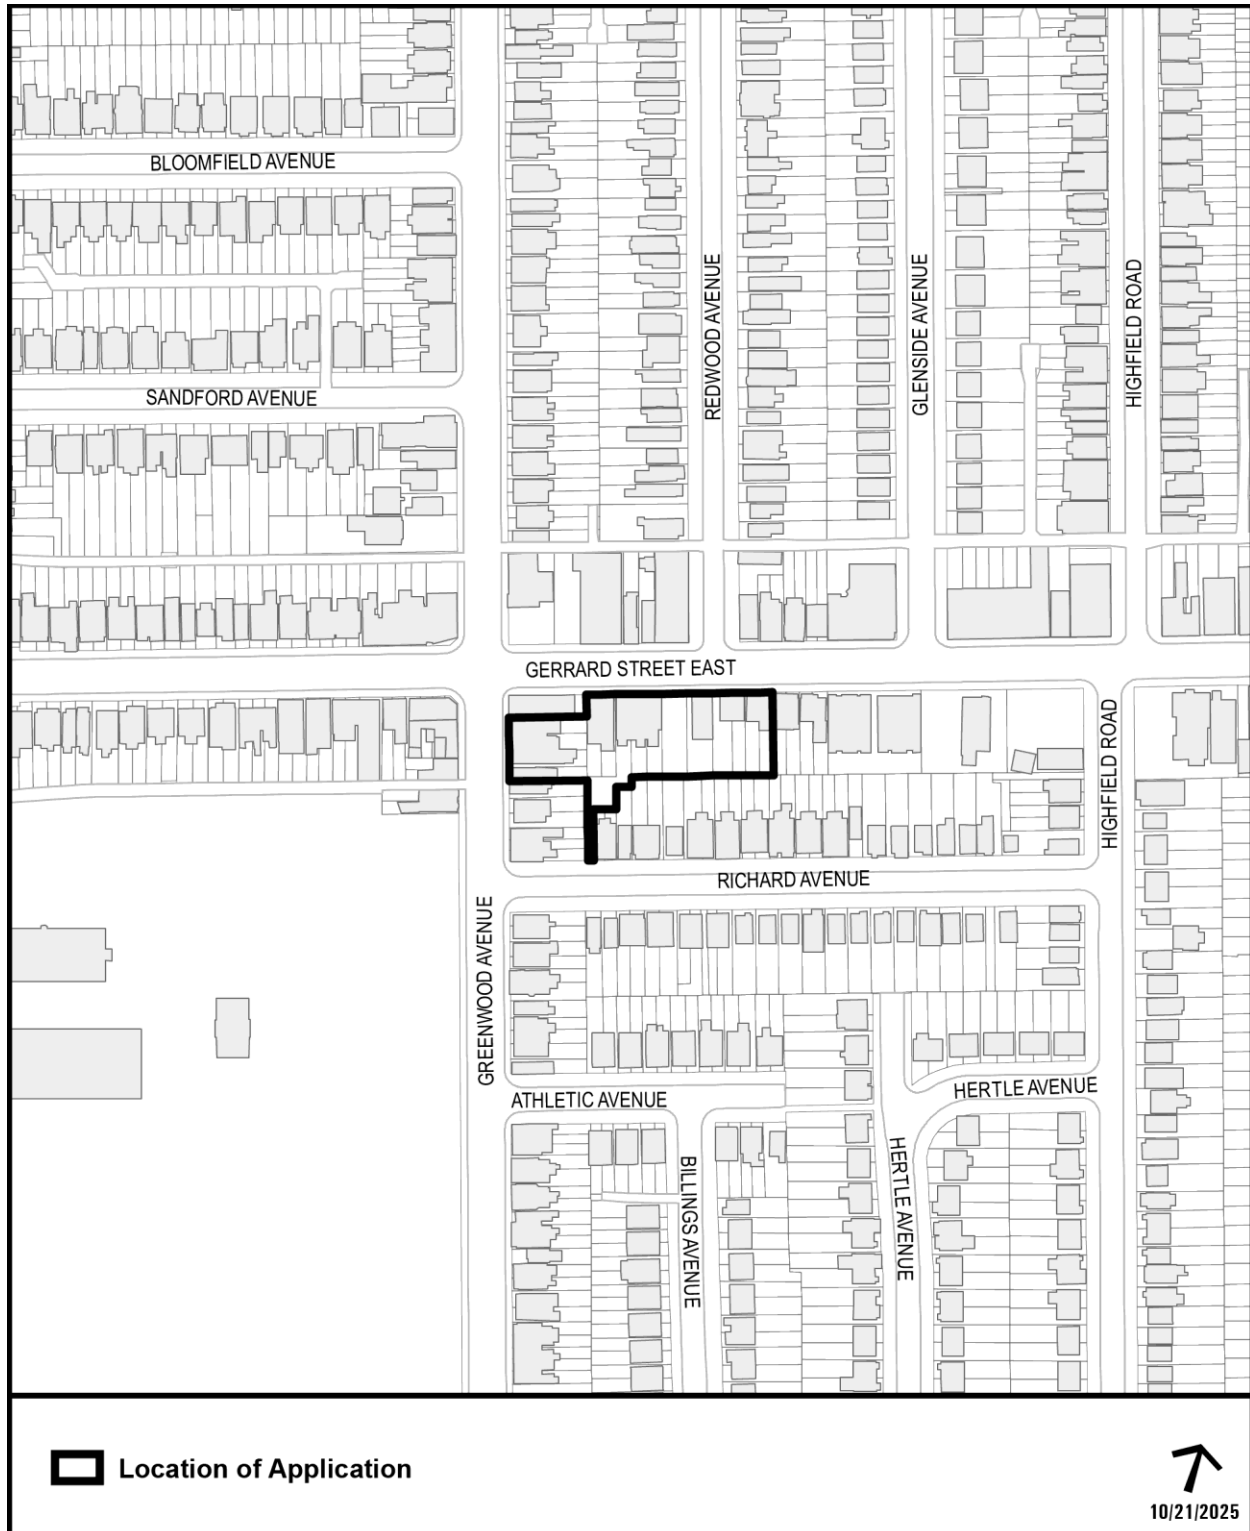 BLOOMFIELD AVENUE
REDWOOD AVENUE
GLENSIDE AVENUE
HIGHFIELD ROAD
SANDFORD AVENUE
GERRARD STREET EAST
HIGHFIELD ROAD
RICHARD AVENUE
GREENWOOD AVENUE
ATHLETIC AVENUE
HERTLE AVENUE
BILLINGS AVENUE
HERTLE AVENUE
Location of Application
10/21/2025